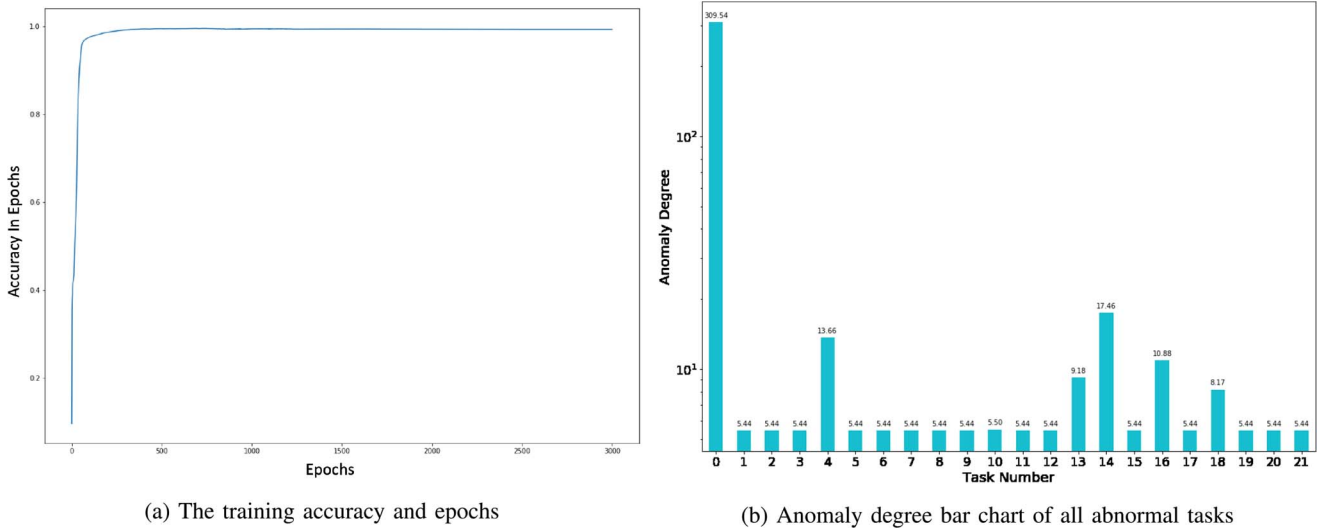 1.0
0.8
0.6
0.4
0.2
Accuracy In Epochs
0 500 1000 1500 2000 2500 3000
Epochs
(a) The training accuracy and epochs
309.54
10²
Anomaly Degree
17.46
13.66
10.88
10¹
9.18
8.17
5.44 5.44 5.44 5.44 5.44 5.44 5.44 5.44 5.50 5.44 5.44 5.44 5.44 5.44 5.44 5.44
0 1 2 3 4 5 6 7 8 9 10 11 12 13 14 15 16 17 18 19 20 21
Task Number
(b) Anomaly degree bar chart of all abnormal tasks